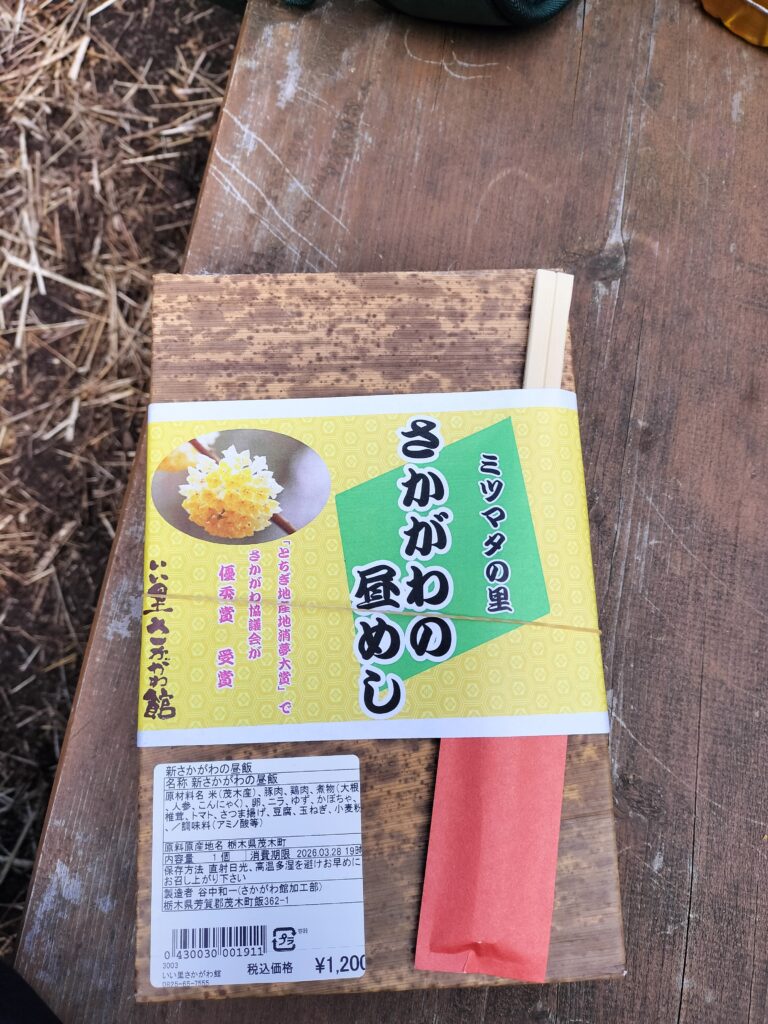 ミツマタの里
さかがわの
昼めし
「とちぎ地産地消夢大賞」で
さかがわ協議会が
優秀賞 受賞
いい里さかがわ館
新さかがわの昼飯
名称 新さかがわの昼飯
原材料名 米(茂木産)、豚肉、鶏肉、煮物(大根
、人参、こんにゃく)、卵、ニラ、ゆず、かぼちゃ、
椎茸、トマト、さつま揚げ、豆腐、玉ねぎ、小麦粉
、/調味料(アミノ酸等)
原料原産地名 栃木県茂木町
内容量 1個 消費期限 2026.03.28 19時
保存方法 直射日光、高温多湿を避けお早めに
お召し上がり下さい
製造者 谷中和一(さかがわ館加工部)
栃木県芳賀郡茂木町飯362-1
0 430030 001911
プラ
3003
税込価格 ¥1,200
いい里さかがわ館